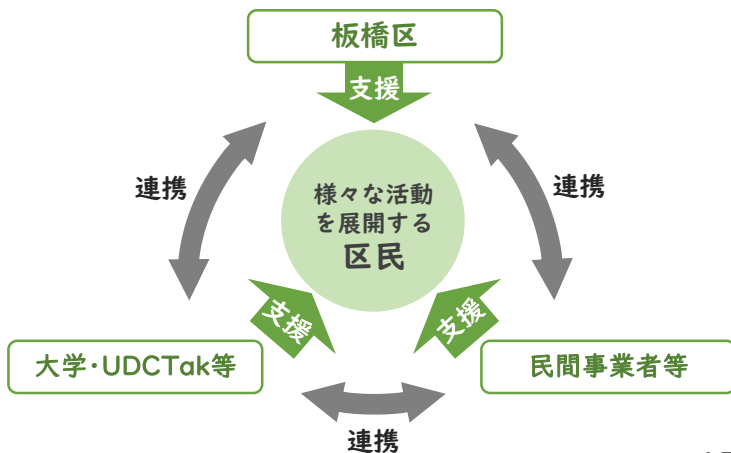 板橋区
支援
連携
連携
様々な活動
を展開する
区民
支援
支援
大学・UDCTak等
民間事業者等
連携